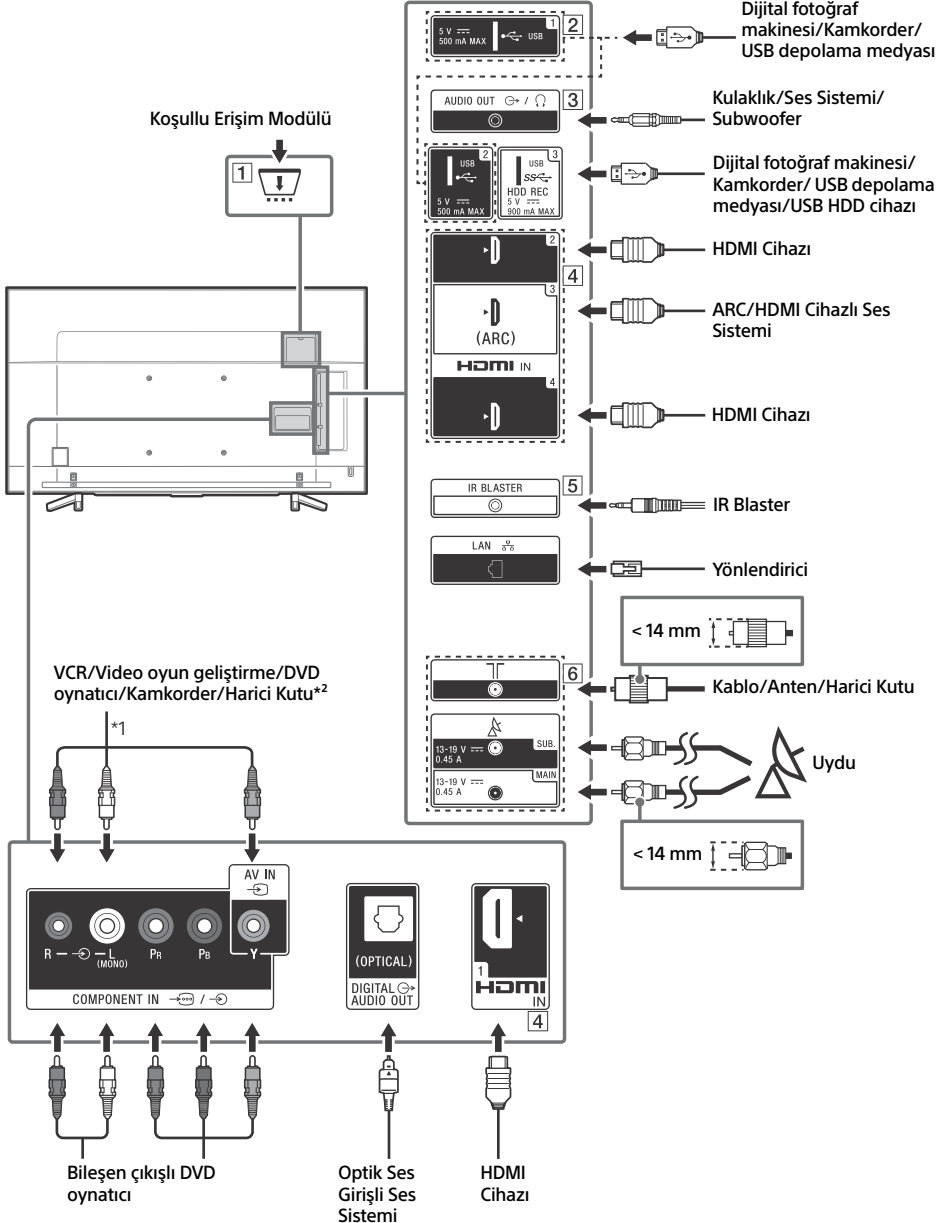 Dijital fotoğraf
makinesi/Kamkorder/
USB depolama medyası
1
2
5 V
500 mA MAX
USB
AUDIO OUT
/
3
Kulaklık/Ses Sistemi/
Subwoofer
Koşullu Erişim Modülü
1
2
USB
5 V
500 mA MAX
3
USB
SS
HDD REC
5 V
900 mA MAX
Dijital fotoğraf makinesi/
Kamkorder/ USB depolama
medyası/USB HDD cihazı
2
4
HDMI Cihazı
3
(ARC)
HDMI IN
ARC/HDMI Cihazlı Ses
Sistemi
4
HDMI Cihazı
IR BLASTER
5
IR Blaster
LAN
Yönlendirici
< 14 mm
6
Kablo/Anten/Harici Kutu
13-19 V
0.45 A
SUB.
13-19 V
0.45 A
MAIN
Uydu
< 14 mm
VCR/Video oyun geliştirme/DVD
oynatıcı/Kamkorder/Harici Kutu*2
*1
AV IN
R
L
(MONO)
PR
PB
Y
COMPONENT IN
/
(OPTICAL)
DIGITAL
AUDIO OUT
1
HDMI
IN
4
Bileşen çıkışlı DVD
oynatıcı
Optik Ses
Girişli Ses
Sistemi
HDMI
Cihazı